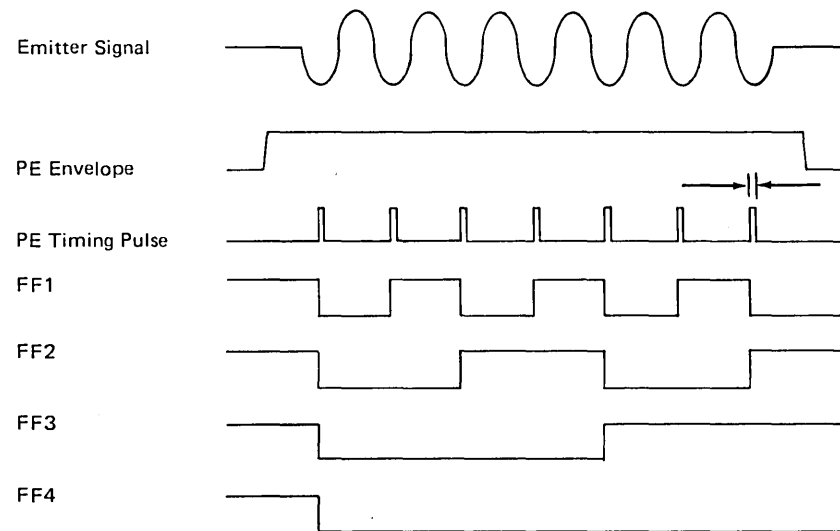 Emitter Signal
PE Envelope
PE Timing Pulse
FF1
FF2
FF3
FF4